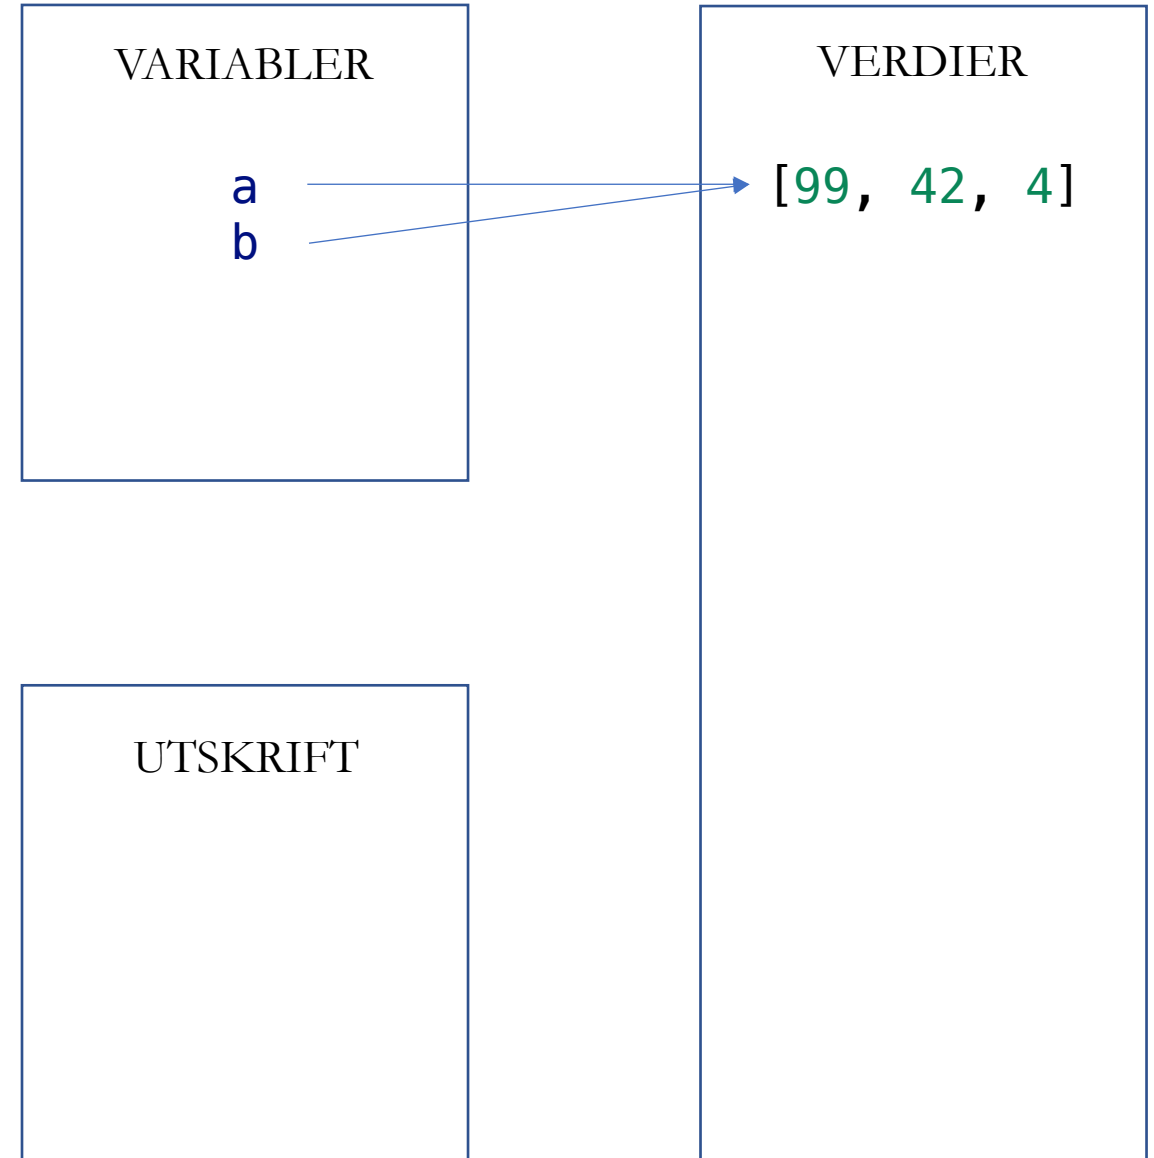 VARIABLER
a
b
VERDIER
[99, 42, 4]
UTSKRIFT